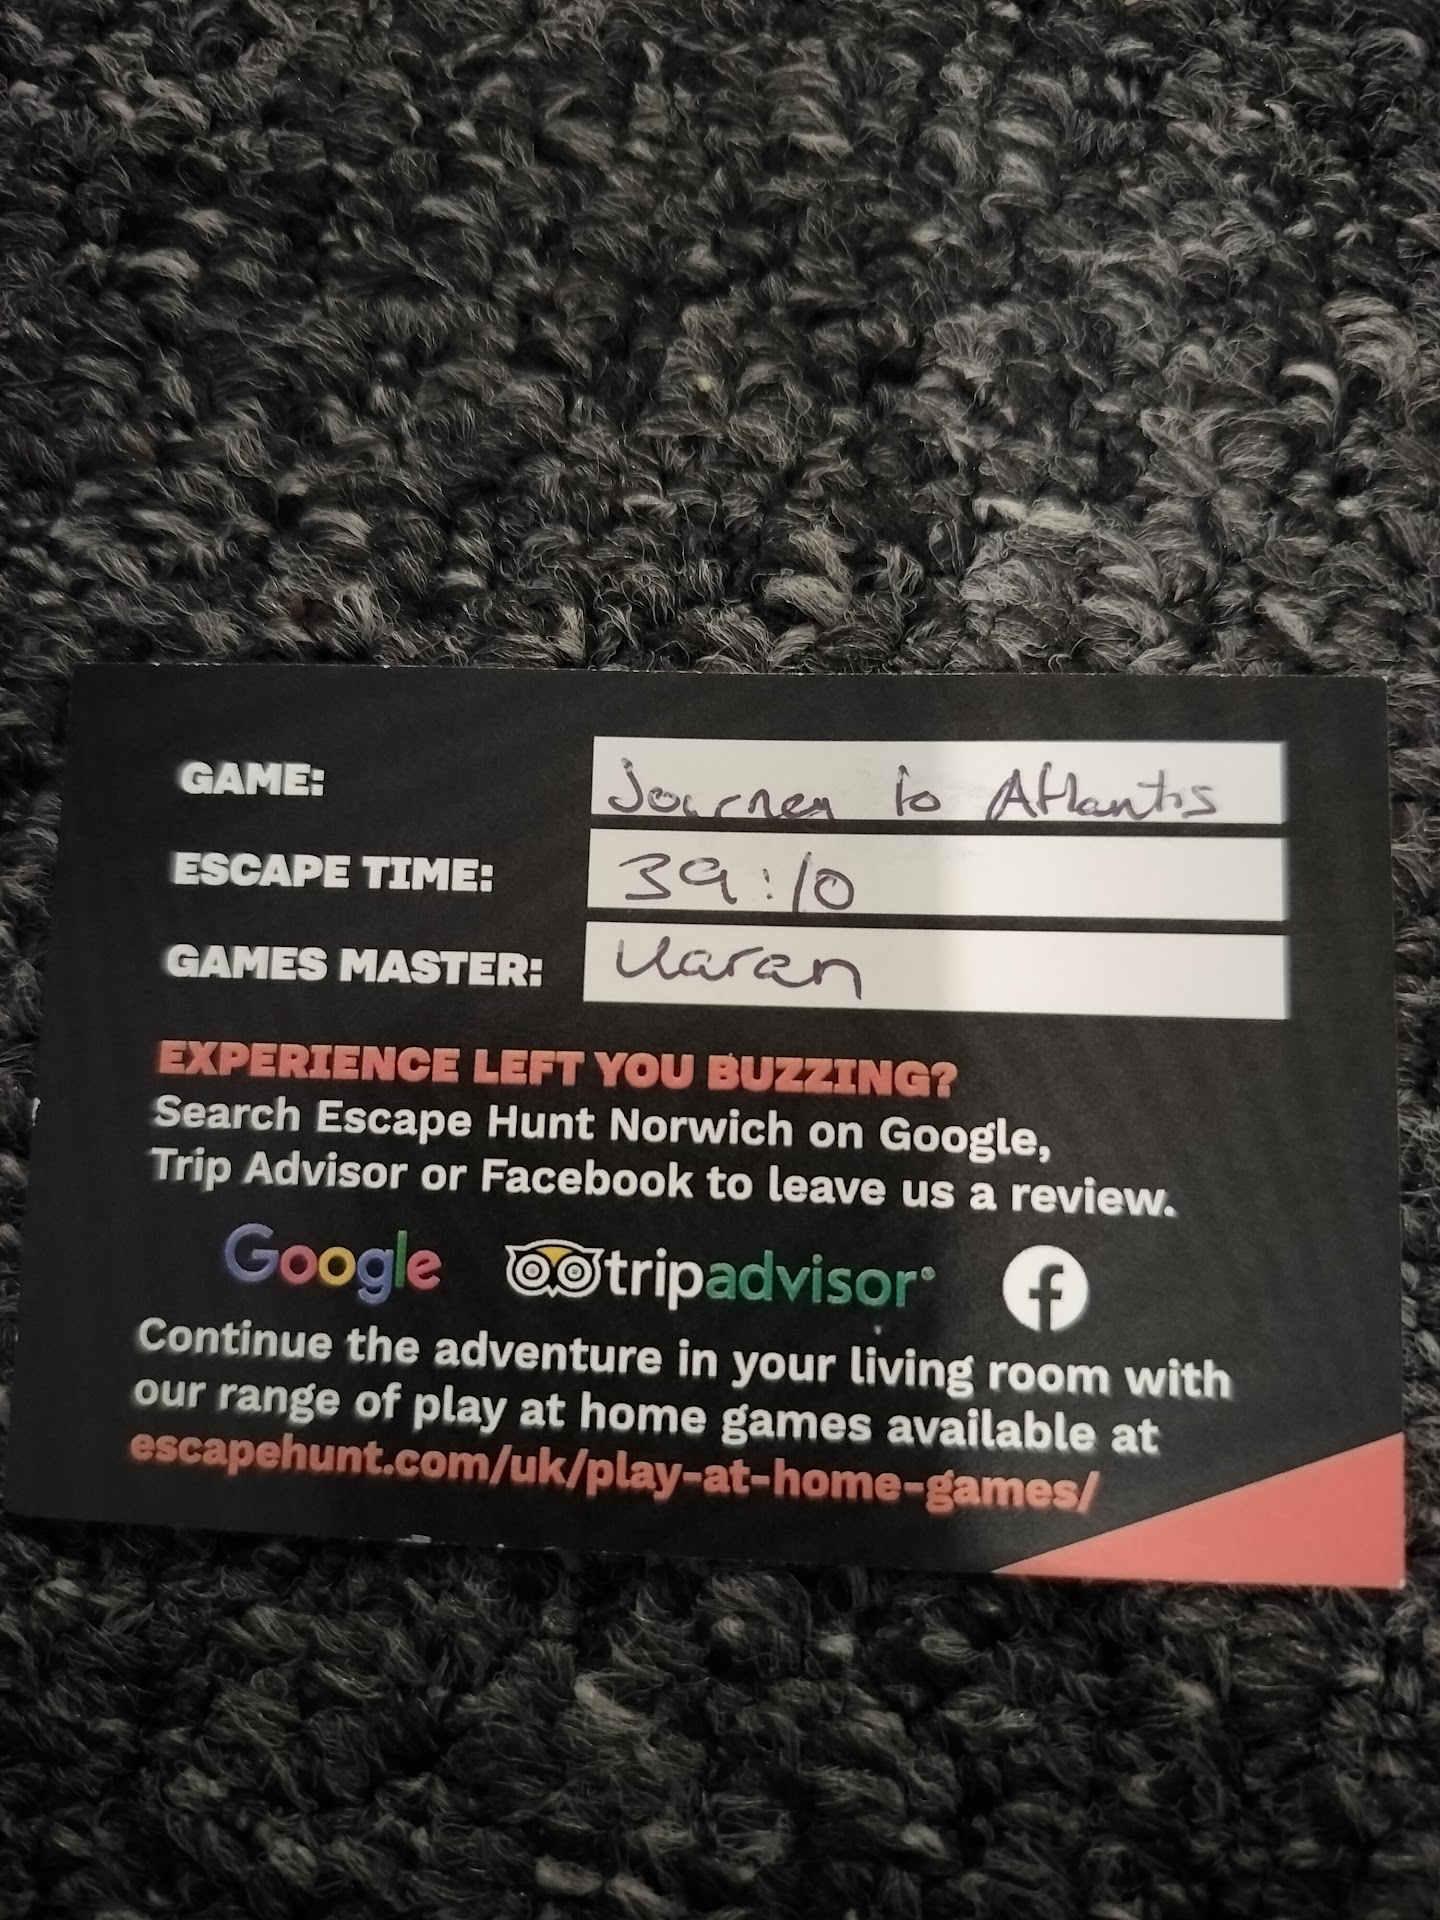 GAME: Journey to Atlantis
ESCAPE TIME: 39:10
GAMES MASTER: Karen
EXPERIENCE LEFT YOU BUZZING?
Search Escape Hunt Norwich on Google,
Trip Advisor or Facebook to leave us a review.
Google tripadvisor® f
Continue the adventure in your living room with
our range of play at home games available at
escapehunt.com/uk/play-at-home-games/